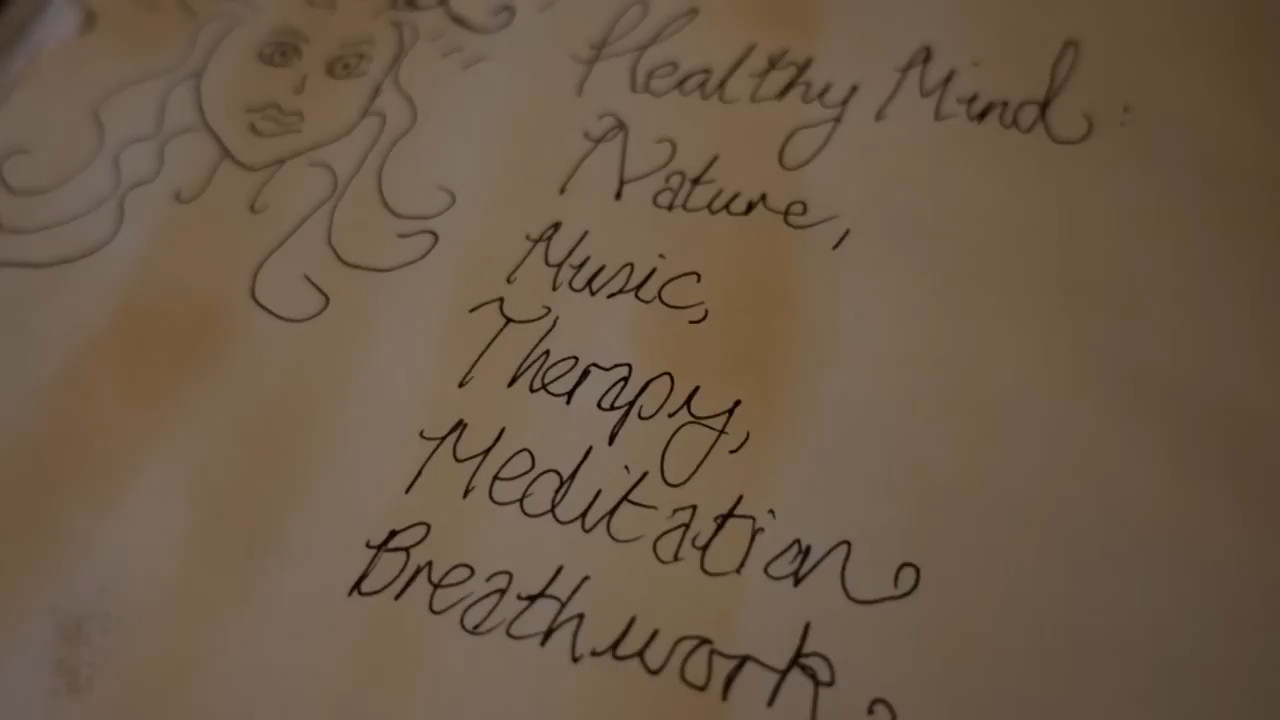 Healthy Mind:
Nature,
Music,
Therapy,
Meditation
Breathwork